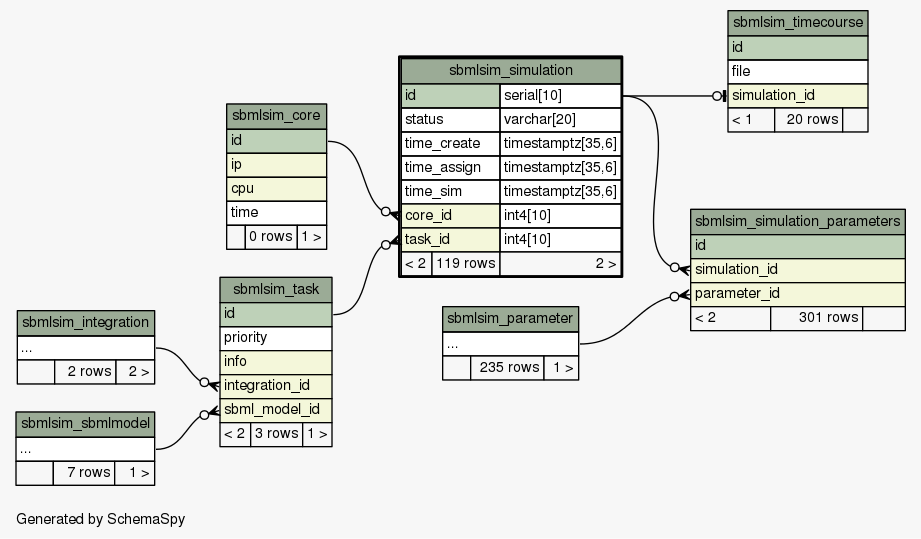 sbmlsim_timecourse
id
file
simulation_id
< 1 20 rows
sbmlsim_simulation
id serial[10]
status varchar[20]
time_create timestamptz[35,6]
time_assign timestamptz[35,6]
time_sim timestamptz[35,6]
core_id int4[10]
task_id int4[10]
< 2 119 rows 2 >
sbmlsim_core
id
ip
cpu
time
0 rows 1 >
sbmlsim_simulation_parameters
id
simulation_id
parameter_id
< 2 301 rows
sbmlsim_task
id
priority
info
integration_id
sbml_model_id
< 2 3 rows 1 >
sbmlsim_parameter
...
235 rows 1 >
sbmlsim_integration
...
2 rows 2 >
sbmlsim_sbmlmodel
...
7 rows 1 >
Generated by SchemaSpy